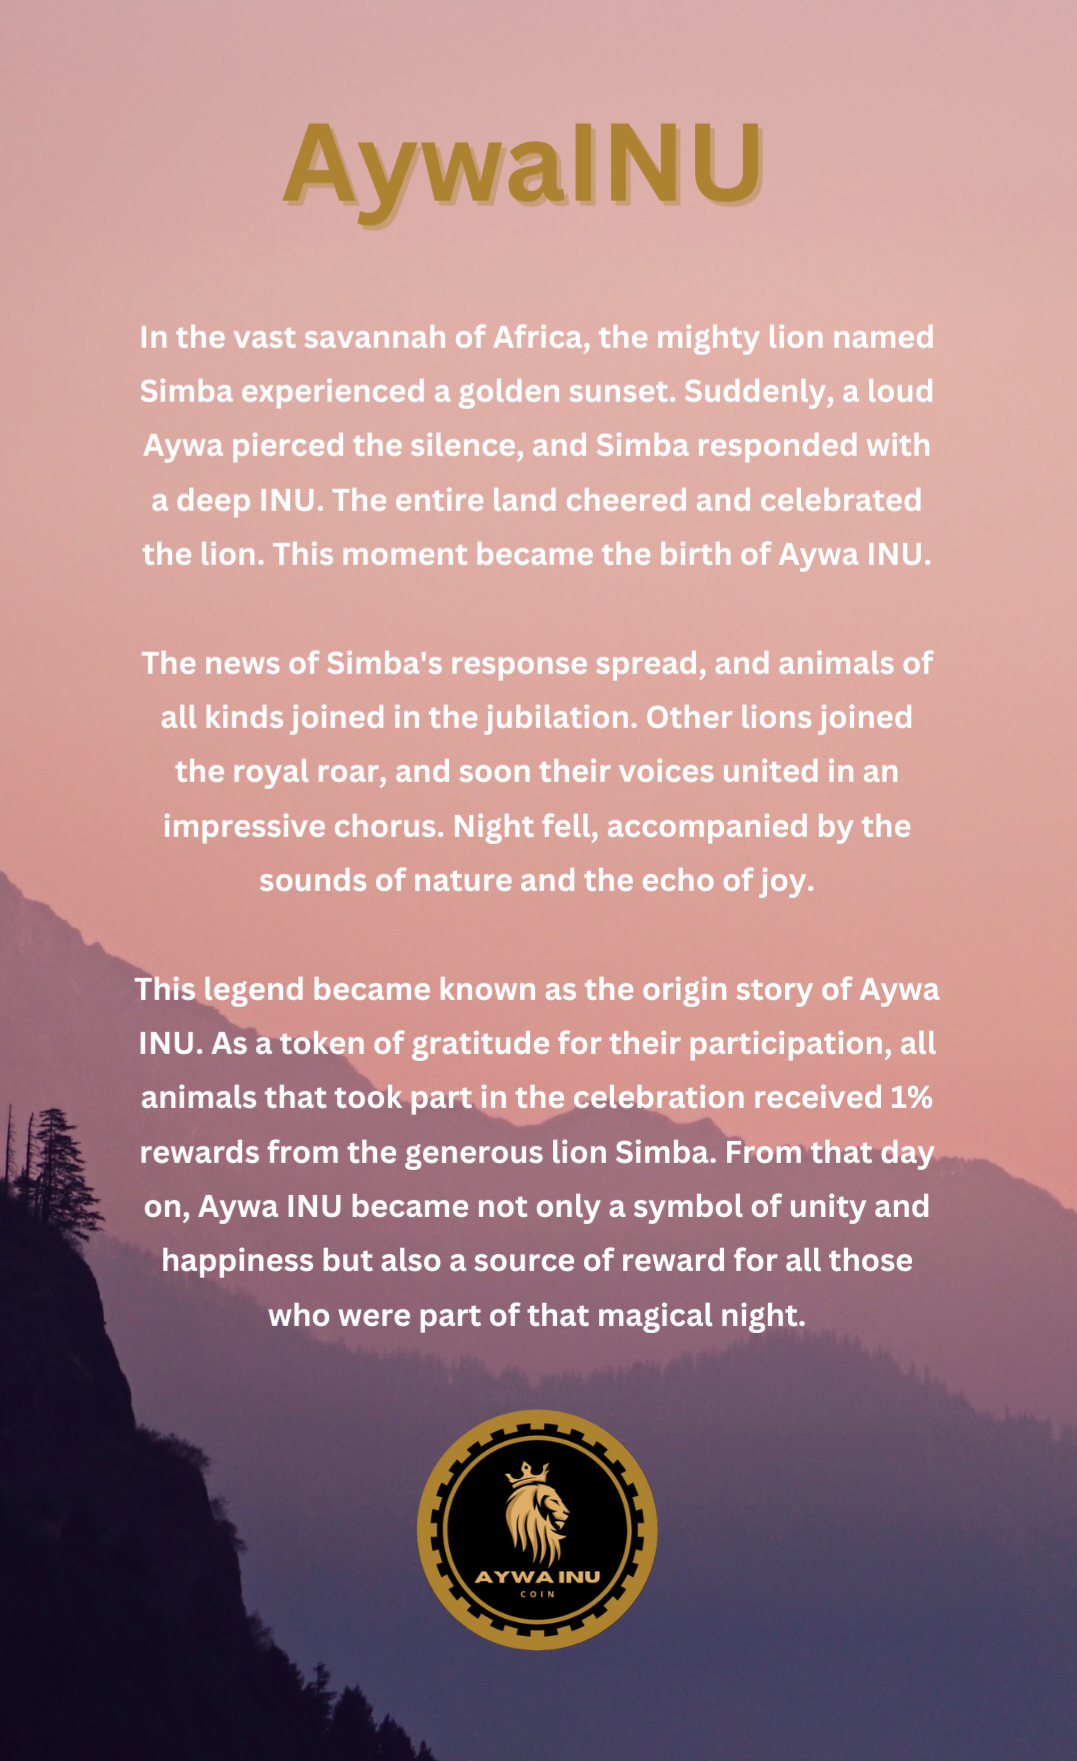 AywaINU
In the vast savannah of Africa, the mighty lion named
Simba experienced a golden sunset. Suddenly, a loud
Aywa pierced the silence, and Simba responded with
a deep INU. The entire land cheered and celebrated
the lion. This moment became the birth of Aywa INU.
The news of Simba's response spread, and animals of
all kinds joined in the jubilation. Other lions joined
the royal roar, and soon their voices united in an
impressive chorus. Night fell, accompanied by the
sounds of nature and the echo of joy.
This legend became known as the origin story of Aywa
INU. As a token of gratitude for their participation, all
animals that took part in the celebration received 1%
rewards from the generous lion Simba. From that day
on, Aywa INU became not only a symbol of unity and
happiness but also a source of reward for all those
who were part of that magical night.
AYWA INU
COIN